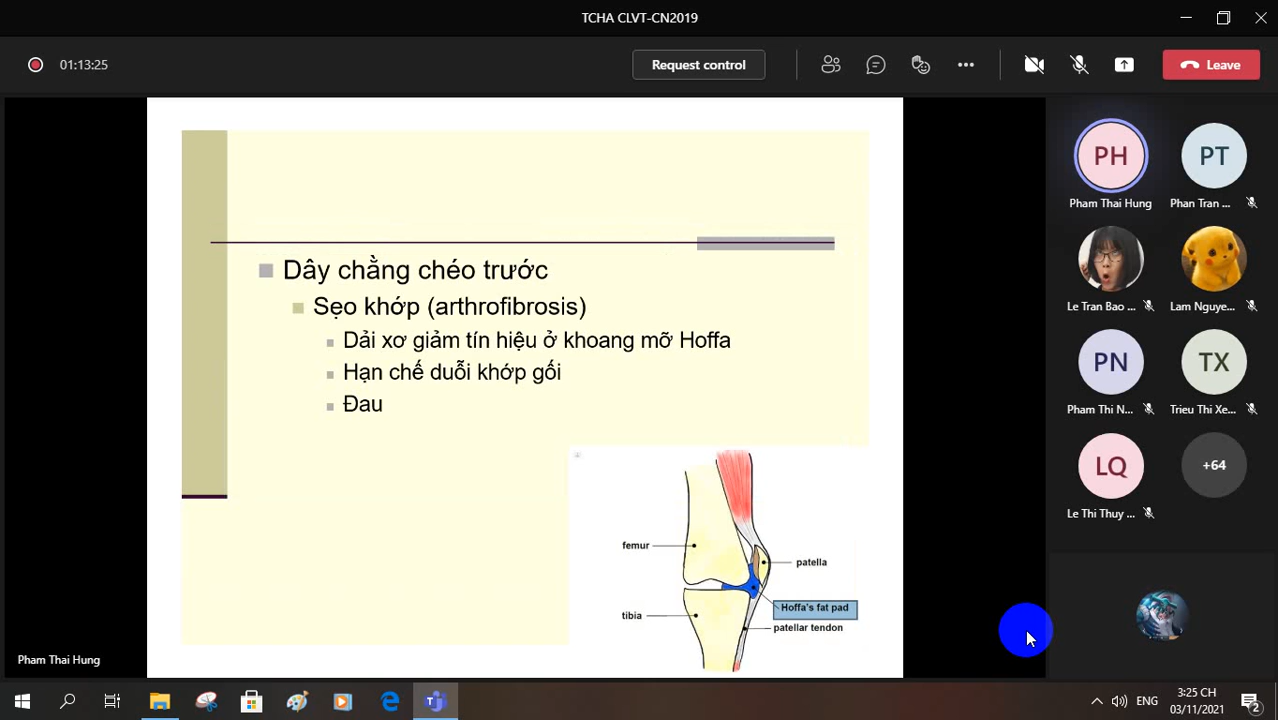 TCHA CLVT-CN2019
01:13:25
Request control
Leave
Dây chằng chéo trước
Sẹo khớp (arthrofibrosis)
Dải xơ giảm tín hiệu ở khoang mỡ Hoffa
Hạn chế duỗi khớp gối
Đau
femur
patella
Hoffa's fat pad
tibia
patellar tendon
Pham Thai Hung
PH
PT
Pham Thai Hung
Phan Tran ...
Le Tran Bao ...
Lam Nguye...
PN
TX
Pham Thi N...
Trieu Thi Xe...
LQ
+64
Le Thi Thuy ...
ENG
3:25 CH
03/11/2021
2